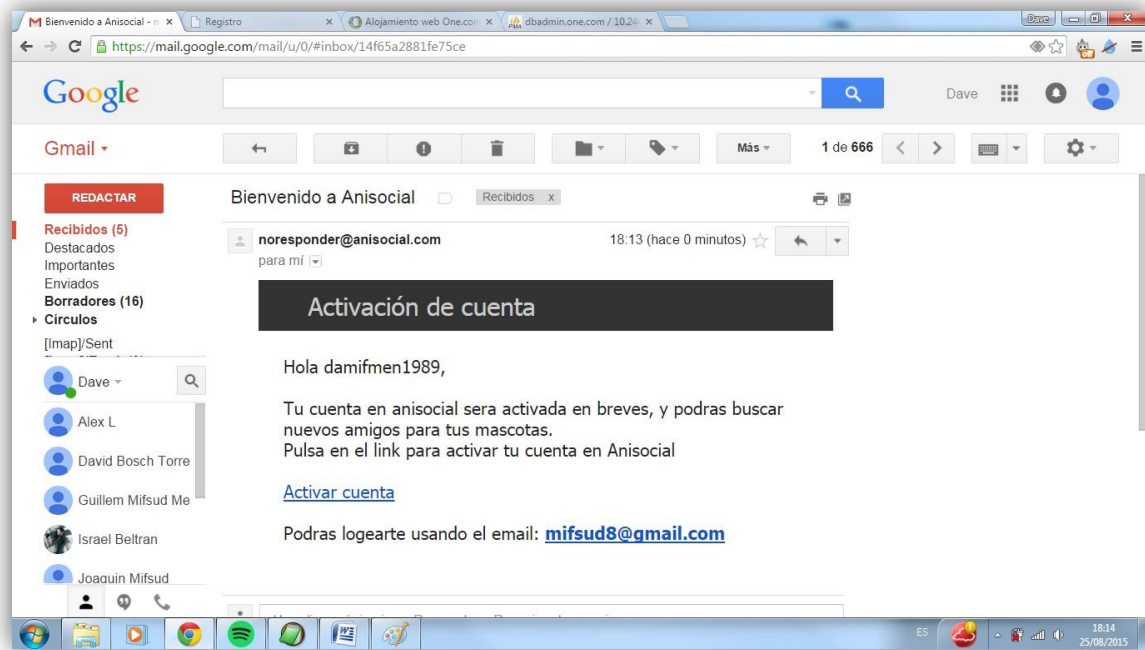 Bienvenido a Anisocial - n
Registro
Alojamiento web One.con
dbadmin.one.com / 10.24
Dave
https://mail.google.com/mail/u/0/#inbox/14f65a2881fe75ce
Google
Dave
Gmail
Más
1 de 666
REDACTAR
Recibidos (5)
Destacados
Importantes
Enviados
Borradores (16)
Círculos
[Imap]/Sent
Dave
Alex L
David Bosch Torre
Guillem Mifsud Me
Israel Beltran
Joaquin Mifsud
Bienvenido a Anisocial
Recibidos x
noresponder@anisocial.com
18:13 (hace 0 minutos)
para mí
Activación de cuenta
Hola damifmen1989,
Tu cuenta en anisocial sera activada en breves, y podras buscar
nuevos amigos para tus mascotas.
Pulsa en el link para activar tu cuenta en Anisocial
Activar cuenta
Podras logearte usando el email: mifsud8@gmail.com
ES
18:14
25/08/2015